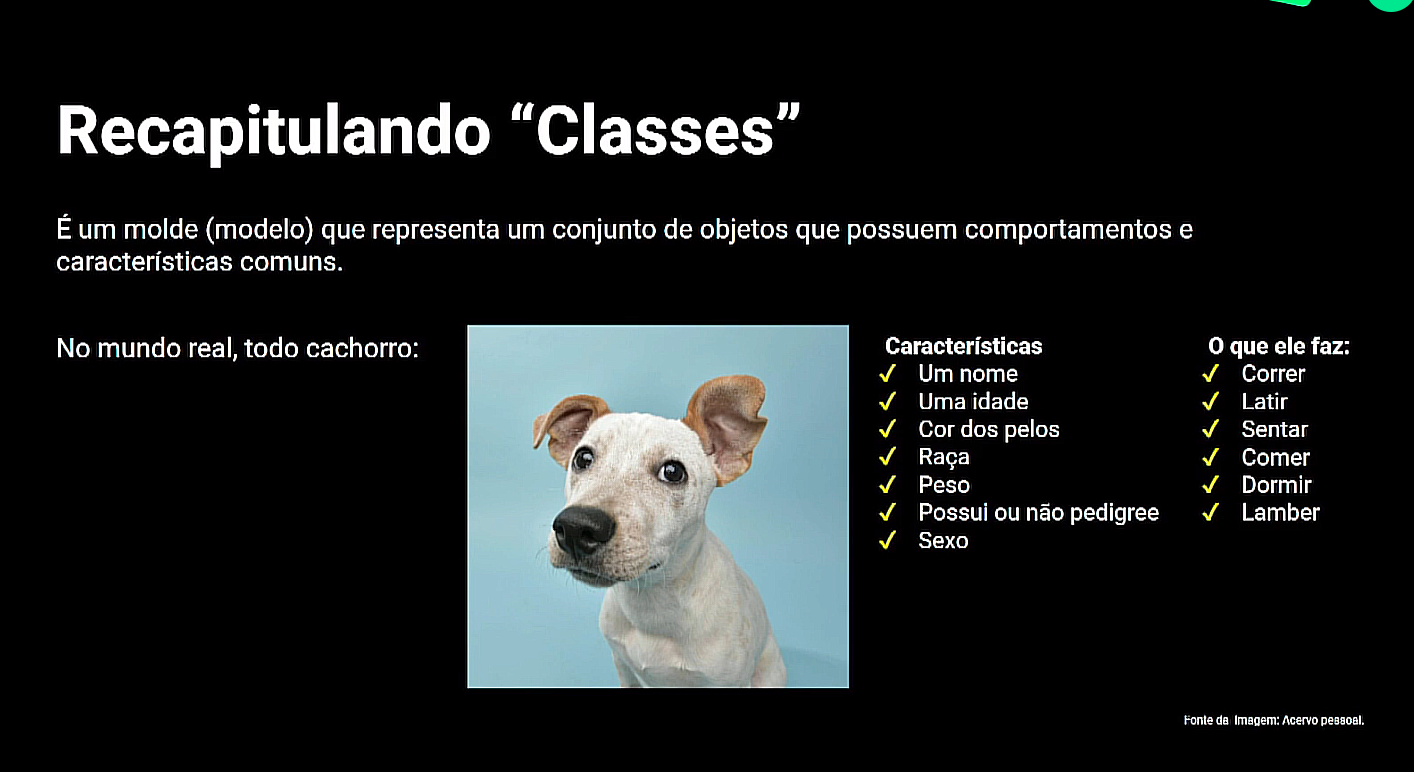 Recapitulando “Classes”
É um molde (modelo) que representa um conjunto de objetos que possuem comportamentos e
características comuns.
No mundo real, todo cachorro:
Características
✓ Um nome
✓ Uma idade
✓ Cor dos pelos
✓ Raça
✓ Peso
✓ Possui ou não pedigree
✓ Sexo
O que ele faz:
✓ Correr
✓ Latir
✓ Sentar
✓ Comer
✓ Dormir
✓ Lamber
Fonte da Imagem: Acervo pessoal.